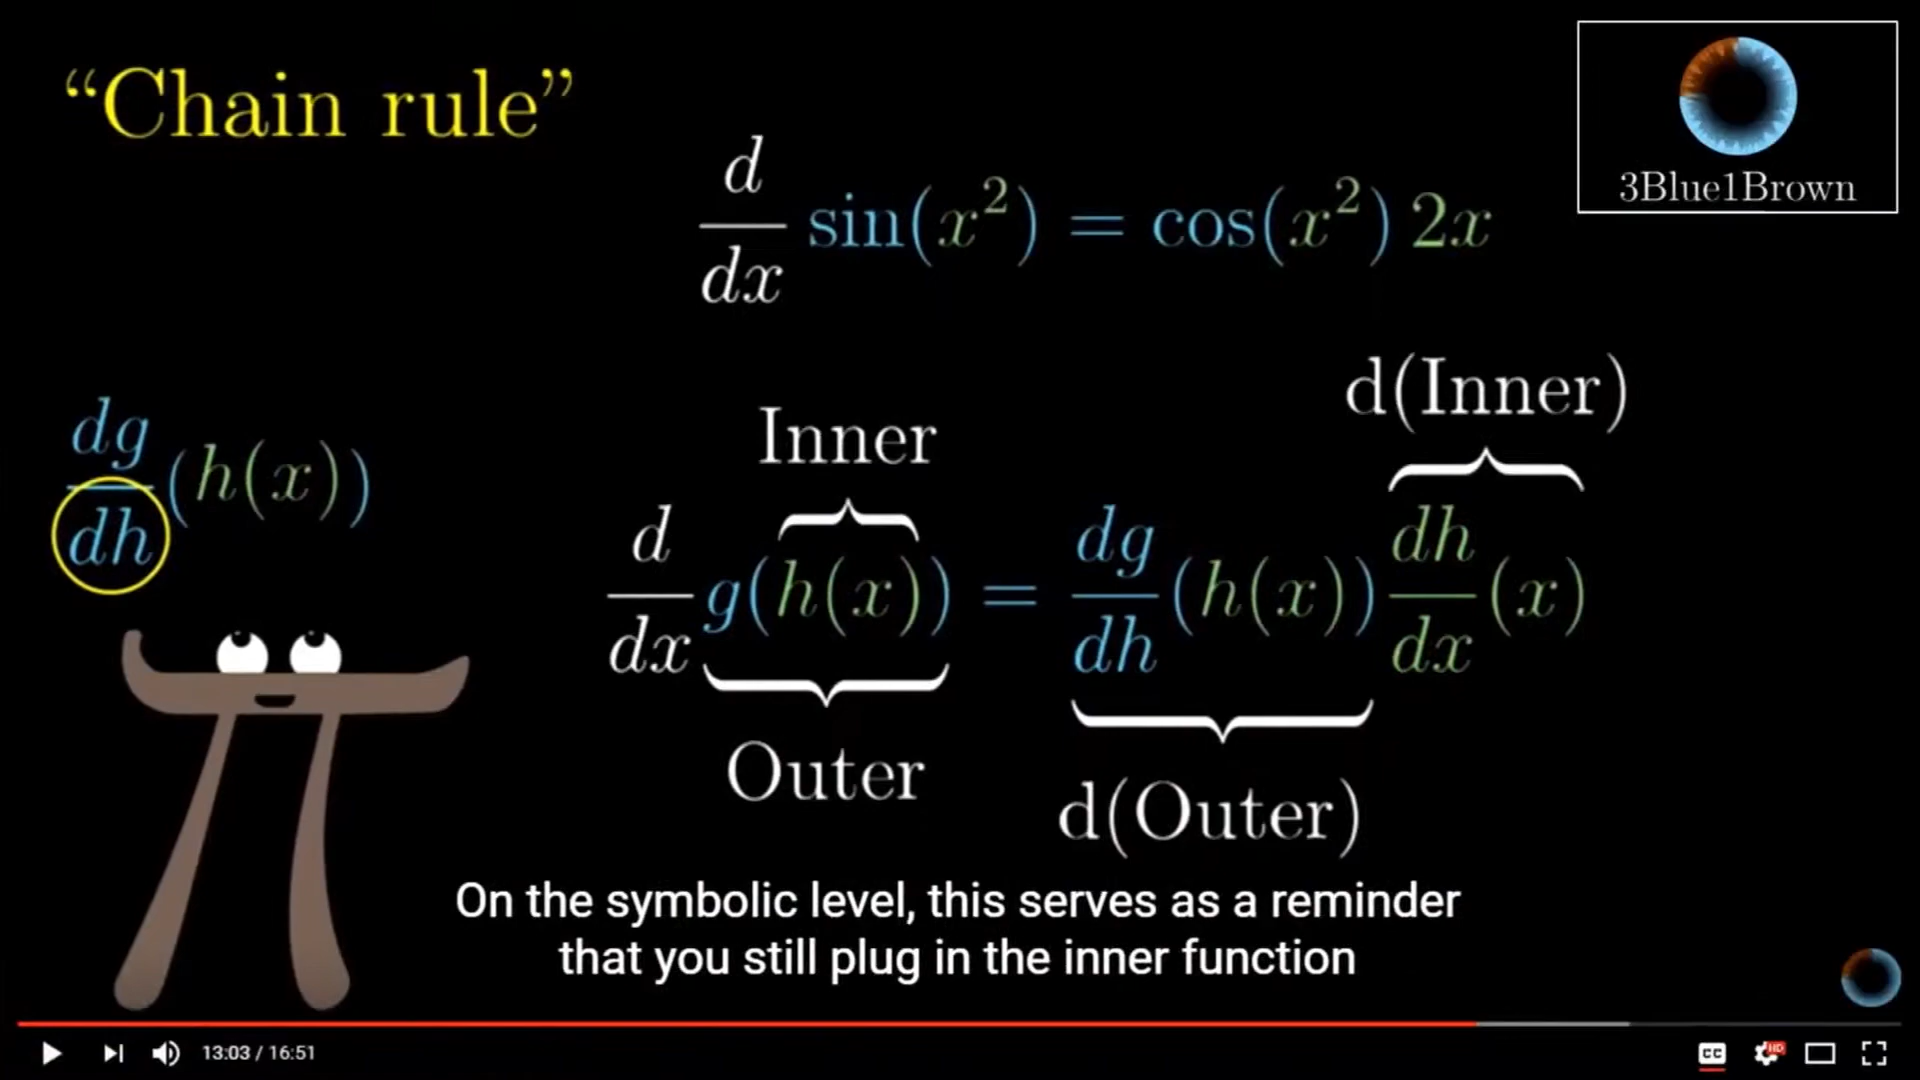 “Chain rule”
3Blue1Brown
d/dx sin(x²) = cos(x²) 2x
d(Inner)
Inner
dg/dh (h(x))
d/dx g(h(x)) = dg/dh (h(x)) dh/dx (x)
Outer
d(Outer)
On the symbolic level, this serves as a reminder
that you still plug in the inner function
13:03 / 16:51
CC
HD